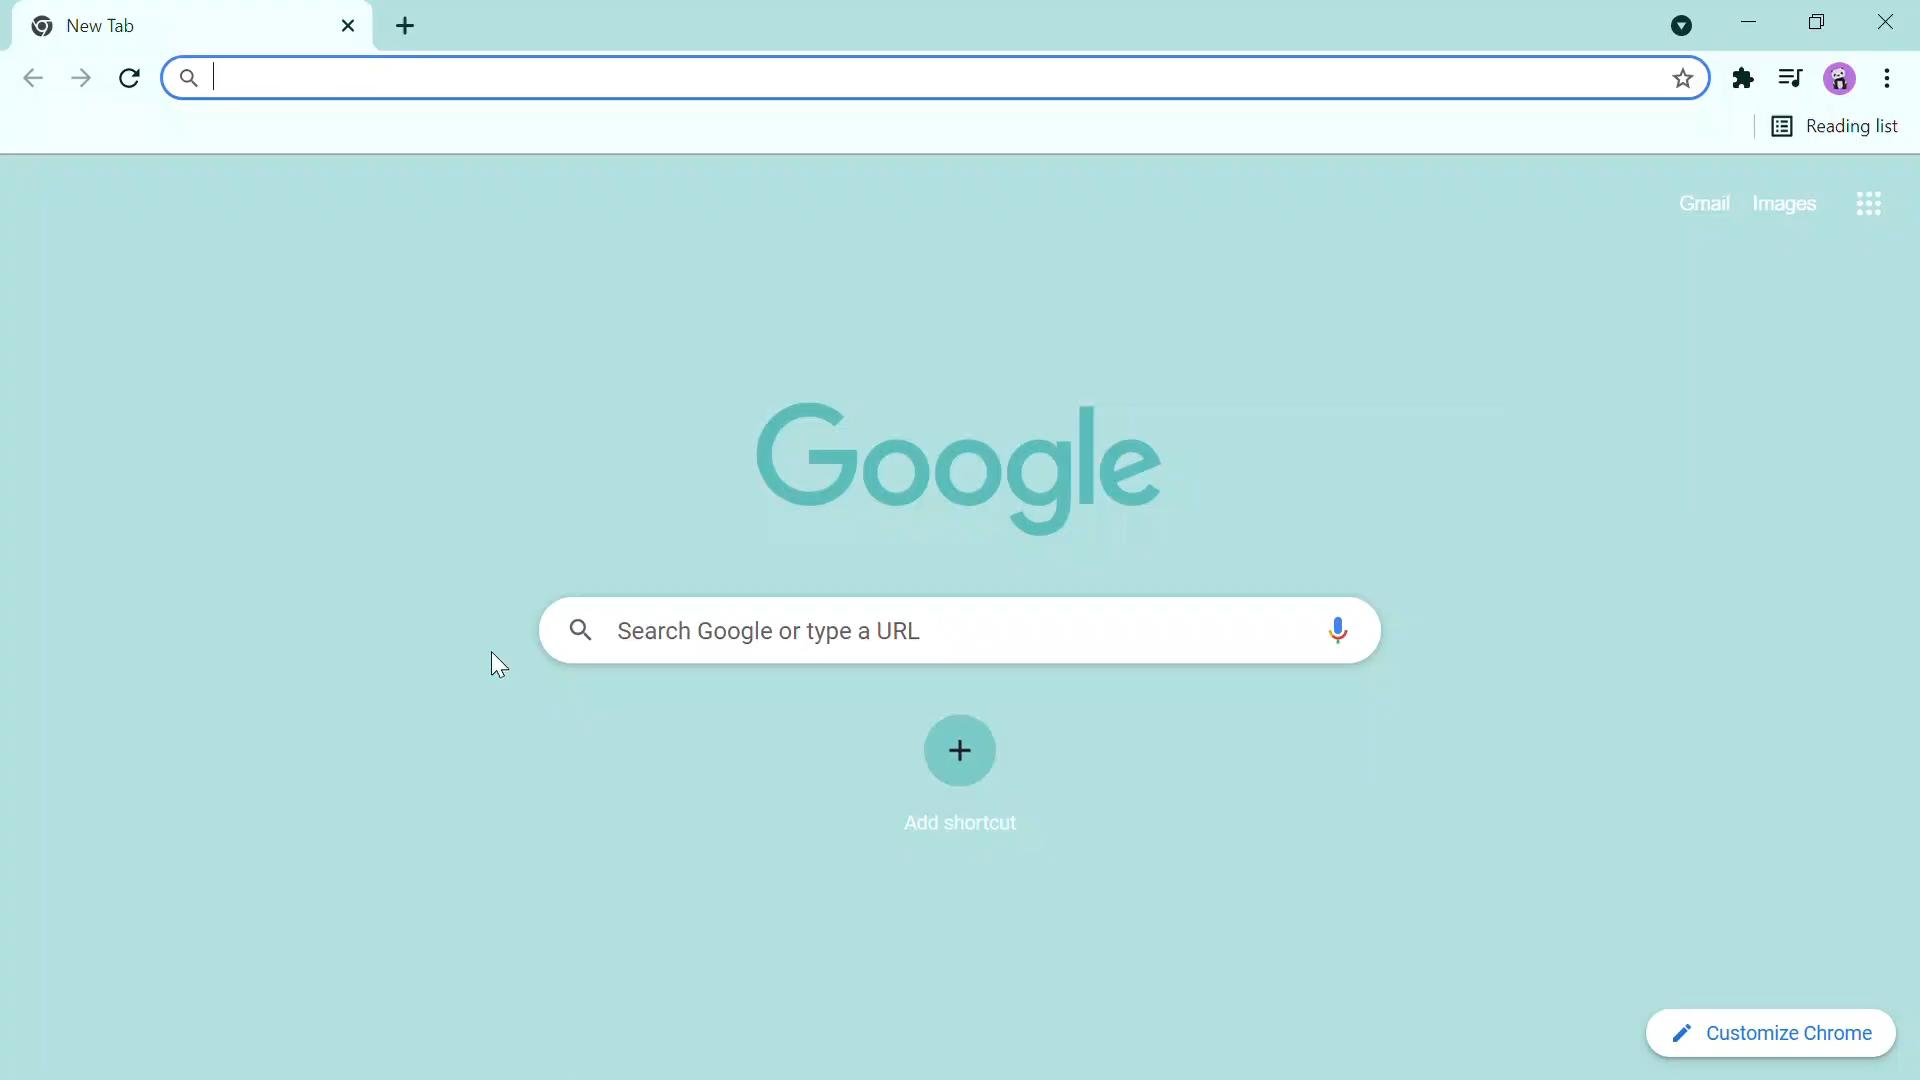 New Tab
Reading list
Gmail Images
Google
Search Google or type a URL
Add shortcut
Customize Chrome